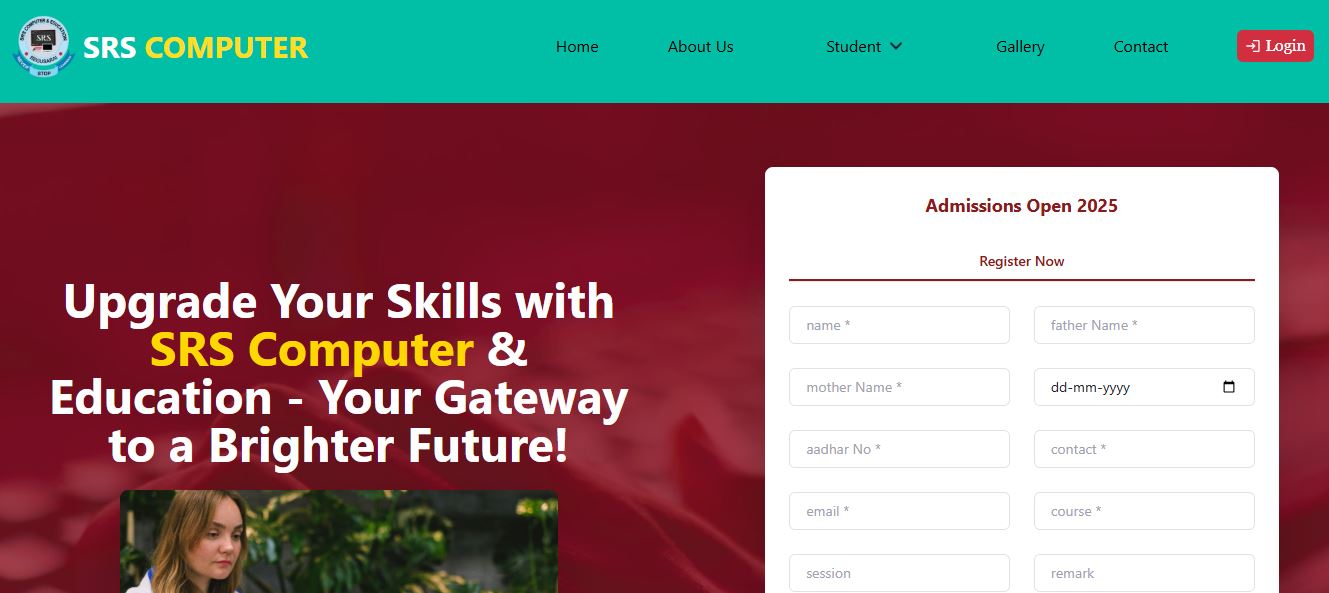 SRS COMPUTER & EDUCATION
SRS
BEGUSARAI
STOP
SRS COMPUTER
Home
About Us
Student
Gallery
Contact
Login
Upgrade Your Skills with
SRS Computer &
Education - Your Gateway
to a Brighter Future!
Admissions Open 2025
Register Now
name *
father Name *
mother Name *
dd-mm-yyyy
aadhar No *
contact *
email *
course *
session
remark